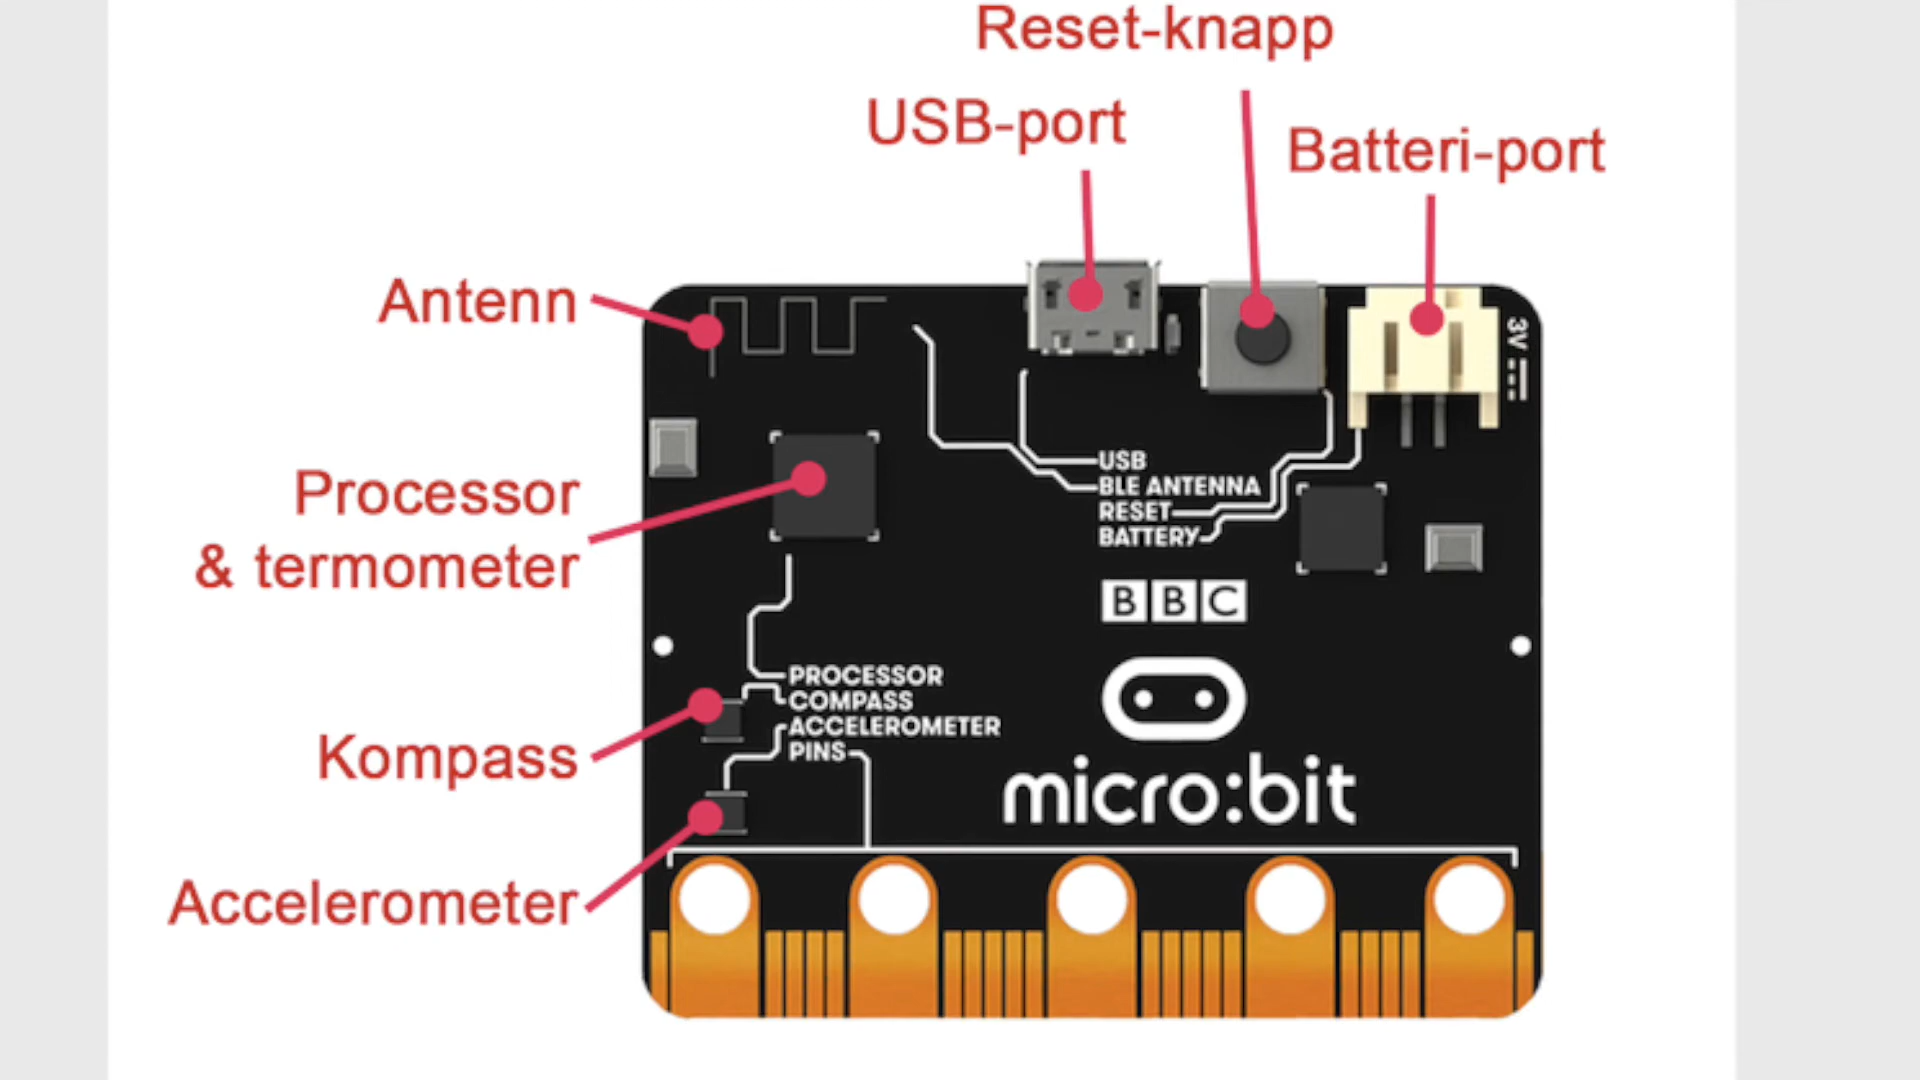 Reset-knapp
USB-port
Batteri-port
Antenn
3V
Processor
& termometer
USB
BLE ANTENNA
RESET
BATTERY
BBC
PROCESSOR
COMPASS
ACCELEROMETER
PINS
Kompass
micro:bit
Accelerometer